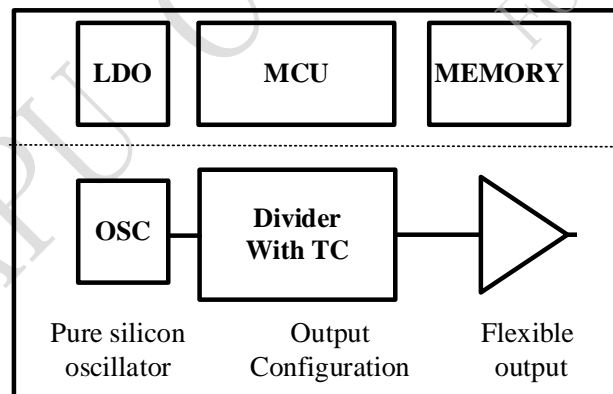 LDO
MCU
MEMORY
OSC
Divider
With TC
Pure silicon
oscillator
Output
Configuration
Flexible
output